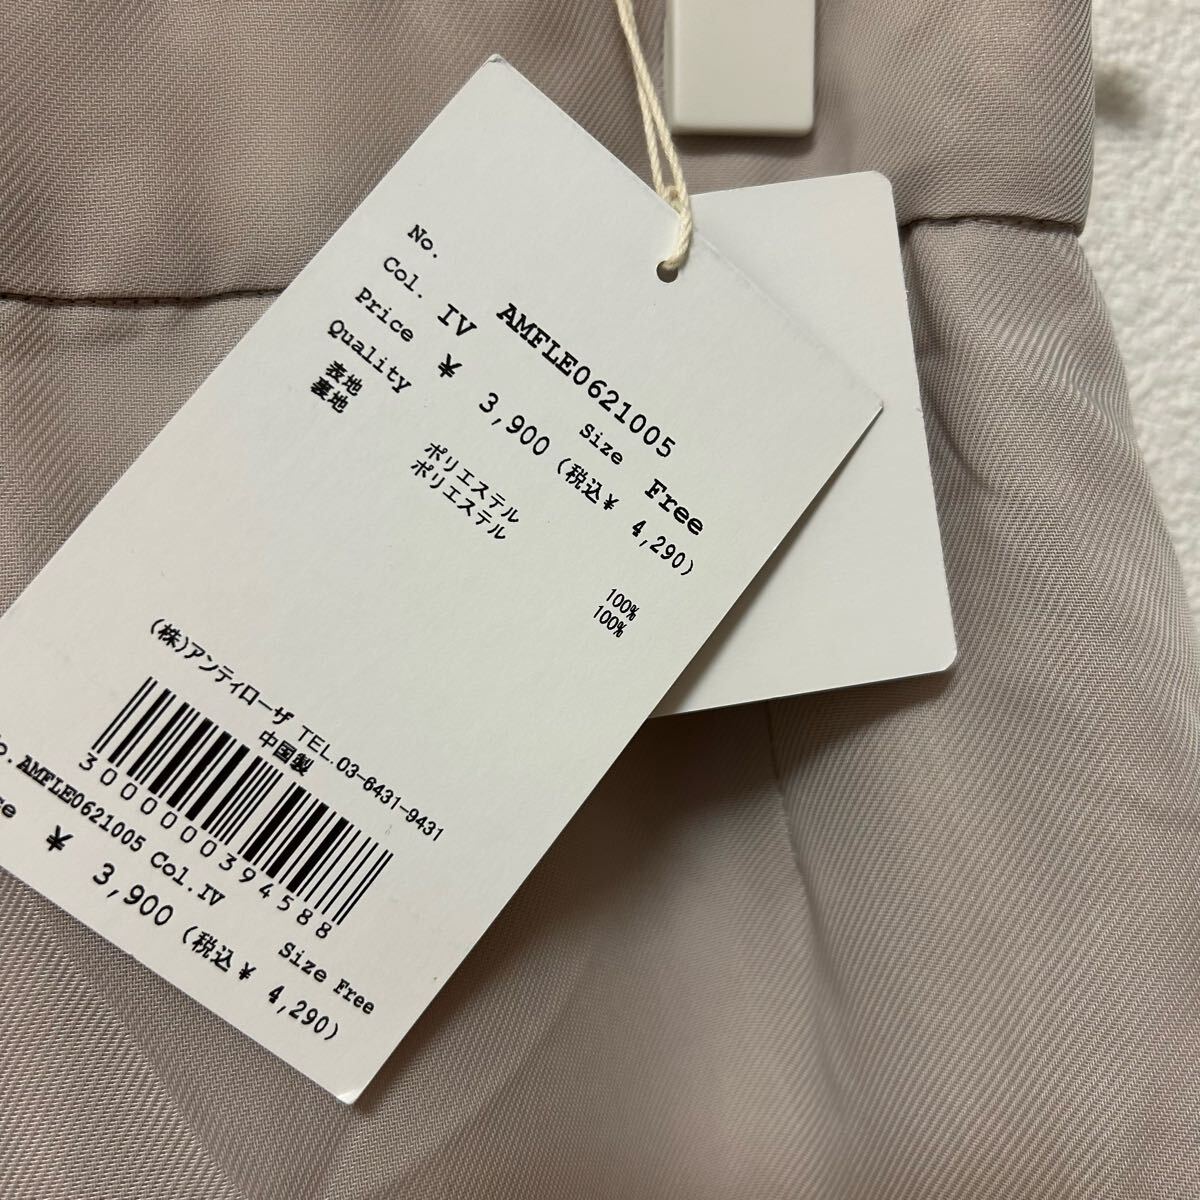 No. AMFLE0621005
Col. IV Size Free
Price ¥ 3,900 (税込¥ 4,290)
Quality
表地 ポリエステル 100%
裏地 ポリエステル 100%
(株)アンティローザ TEL.03-6431-9431
中国製
3000000394588
o.AMFLE0621005 Col.IV Size Free
ce ¥ 3,900 (税込¥ 4,290)